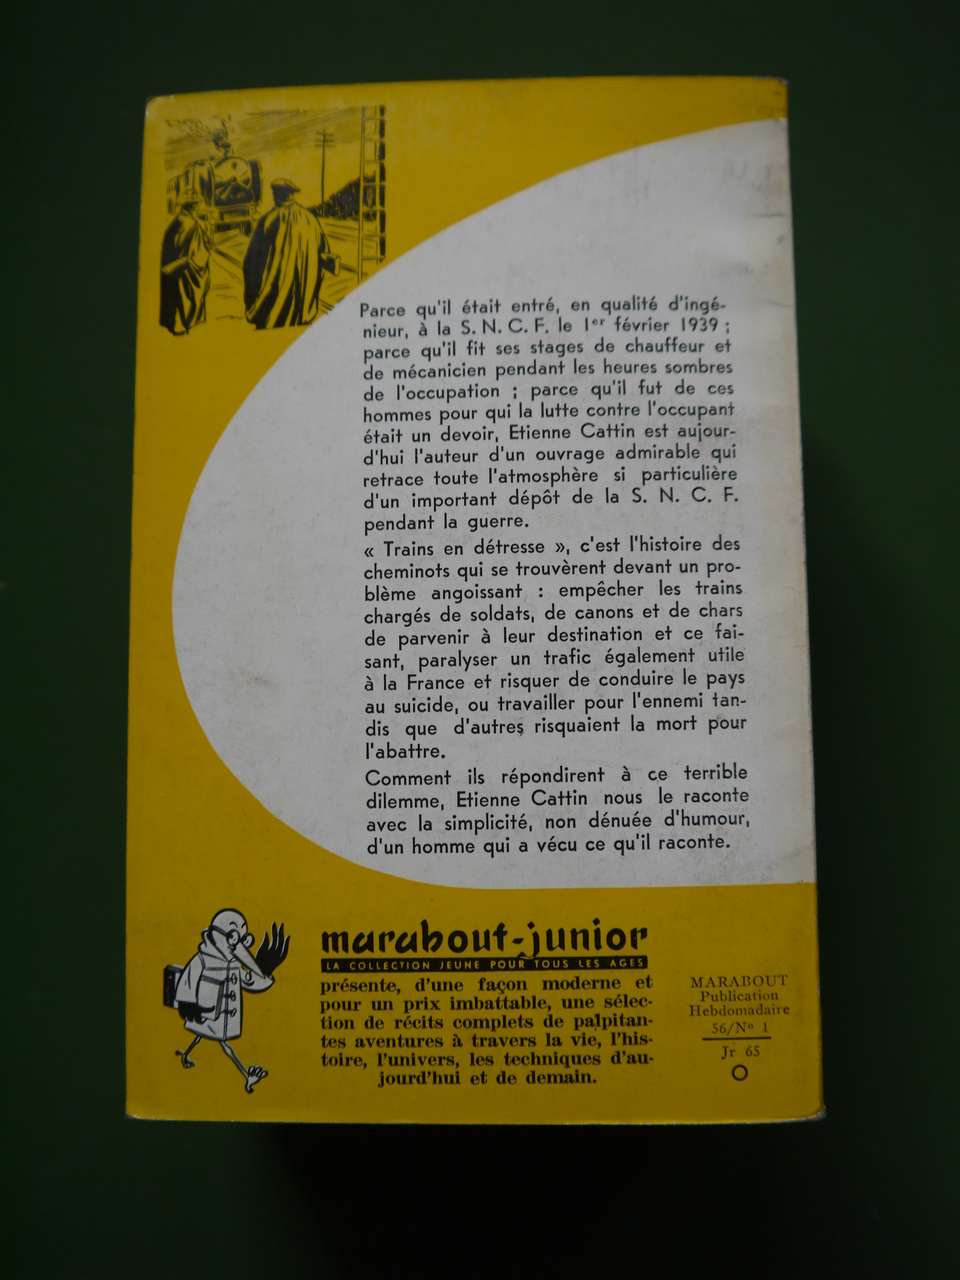 Parce qu'il était entré, en qualité d'ingé-
nieur, à la S. N. C. F. le 1er février 1939 ;
parce qu'il fit ses stages de chauffeur et
de mécanicien pendant les heures sombres
de l'occupation ; parce qu'il fut de ces
hommes pour qui la lutte contre l'occupant
était un devoir, Etienne Cattin est aujour-
d'hui l'auteur d'un ouvrage admirable qui
retrace toute l'atmosphère si particulière
d'un important dépôt de la S. N. C. F.
pendant la guerre.
« Trains en détresse », c'est l'histoire des
cheminots qui se trouvèrent devant un pro-
blème angoissant : empêcher les trains
chargés de soldats, de canons et de chars
de parvenir à leur destination et ce fai-
sant, paralyser un trafic également utile
à la France et risquer de conduire le pays
au suicide, ou travailler pour l'ennemi tan-
dis que d'autres risquaient la mort pour
l'abattre.
Comment ils répondirent à ce terrible
dilemme, Etienne Cattin nous le raconte
avec la simplicité, non dénuée d'humour,
d'un homme qui a vécu ce qu'il raconte.
marabout-junior
LA COLLECTION JEUNE POUR TOUS LES AGES
présente, d'une façon moderne et
pour un prix imbattable, une sélec-
tion de récits complets de palpitan-
tes aventures à travers la vie, l'his-
toire, l'univers, les techniques d'au-
jourd'hui et de demain.
MARABOUT
Publication
Hebdomadaire
56/No 1
Jr 65